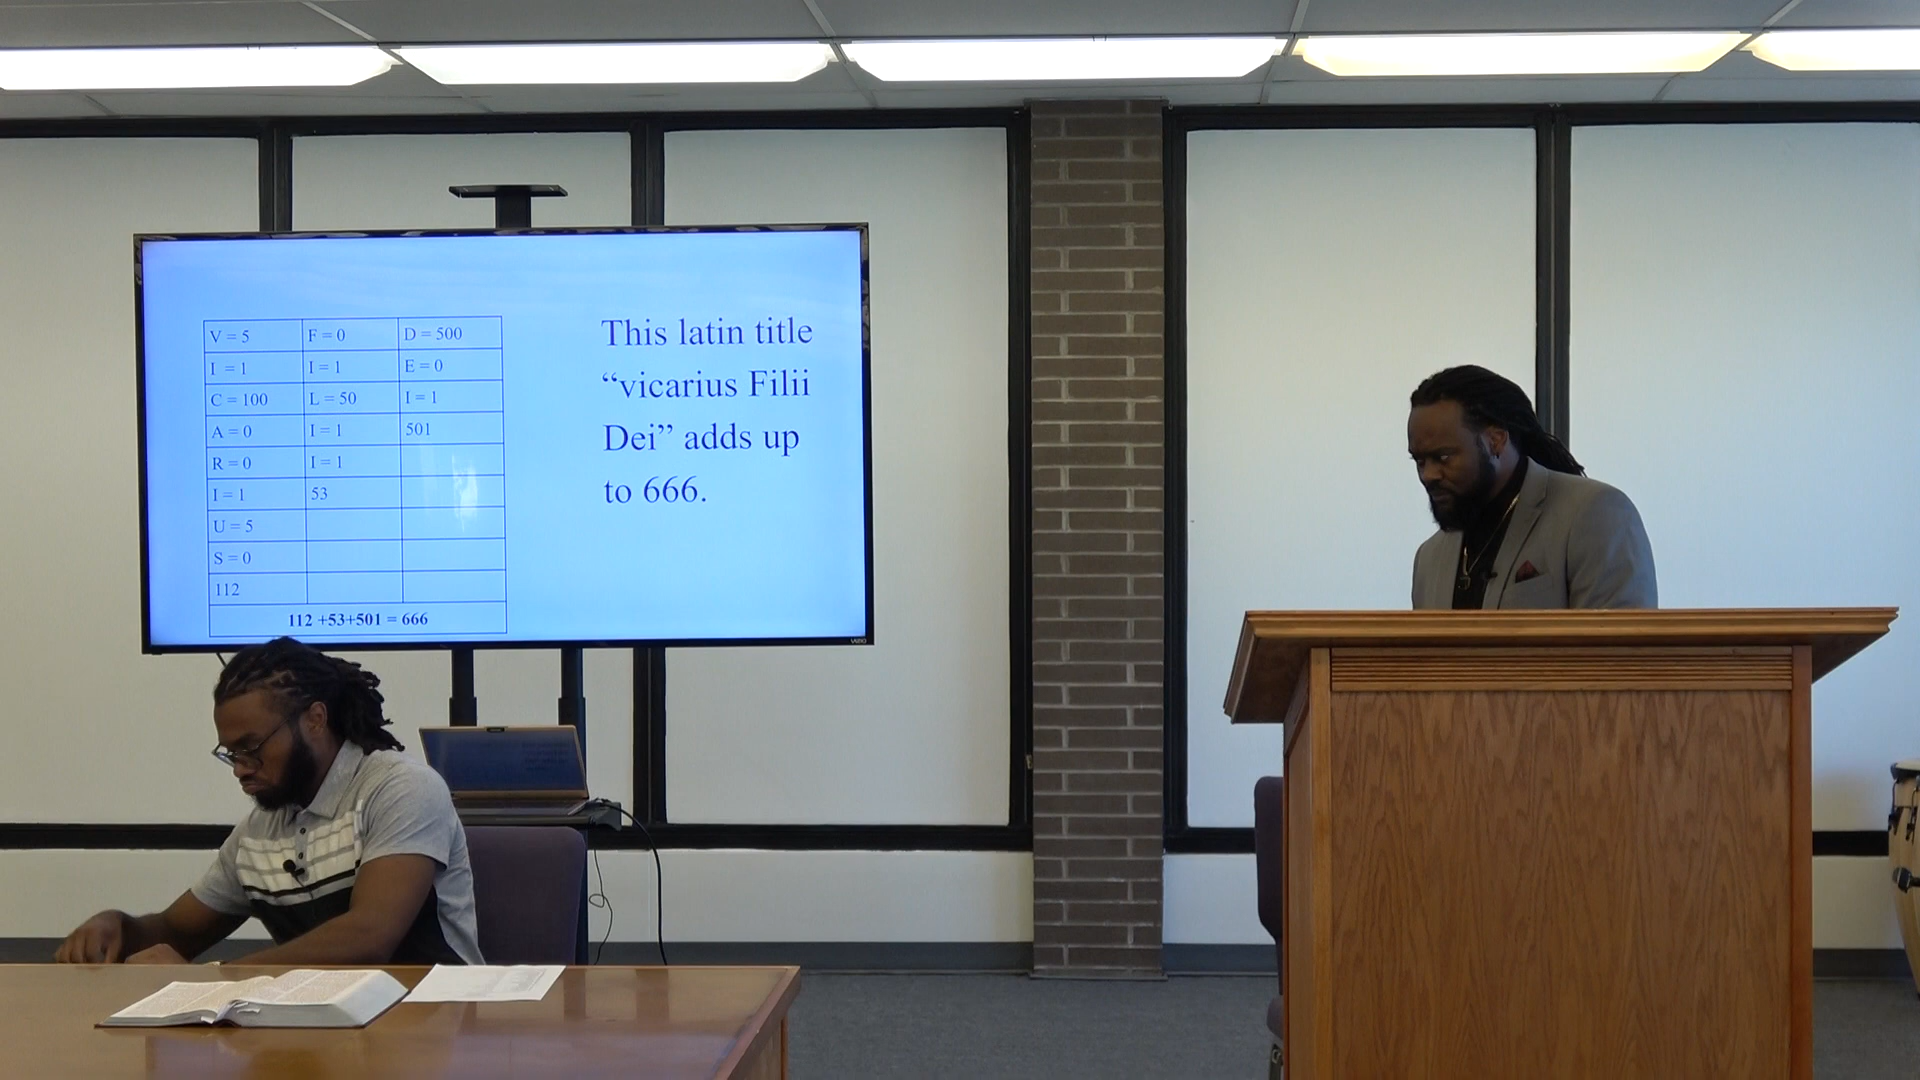 V = 5 F = 0 D = 500
I = 1 I = 1 E = 0
C = 100 L = 50 I = 1
A = 0 I = 1 501
R = 0 I = 1
I = 1 53
U = 5
S = 0
112
112 +53+501 = 666
This latin title
“vicarius Filii
Dei” adds up
to 666.
VIZIO